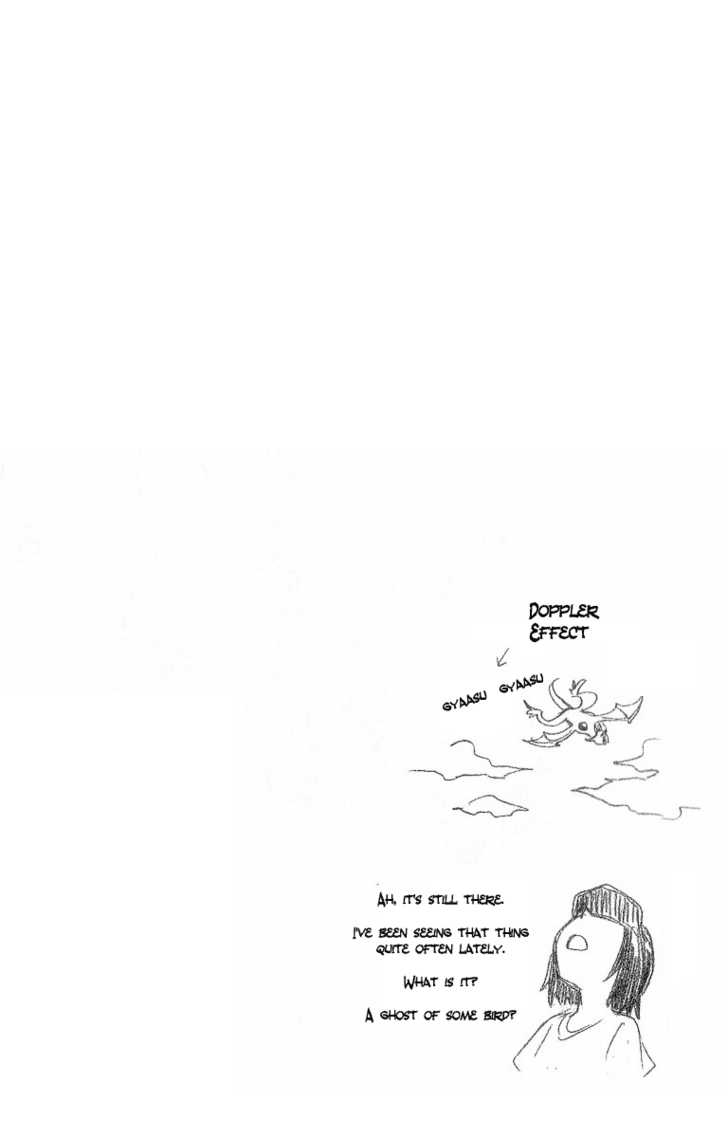 Doppler
Effect
gyaasu gyaasu
Ah, it's still there.
I've been seeing that thing
quite often lately.
What is it?
A ghost of some bird?